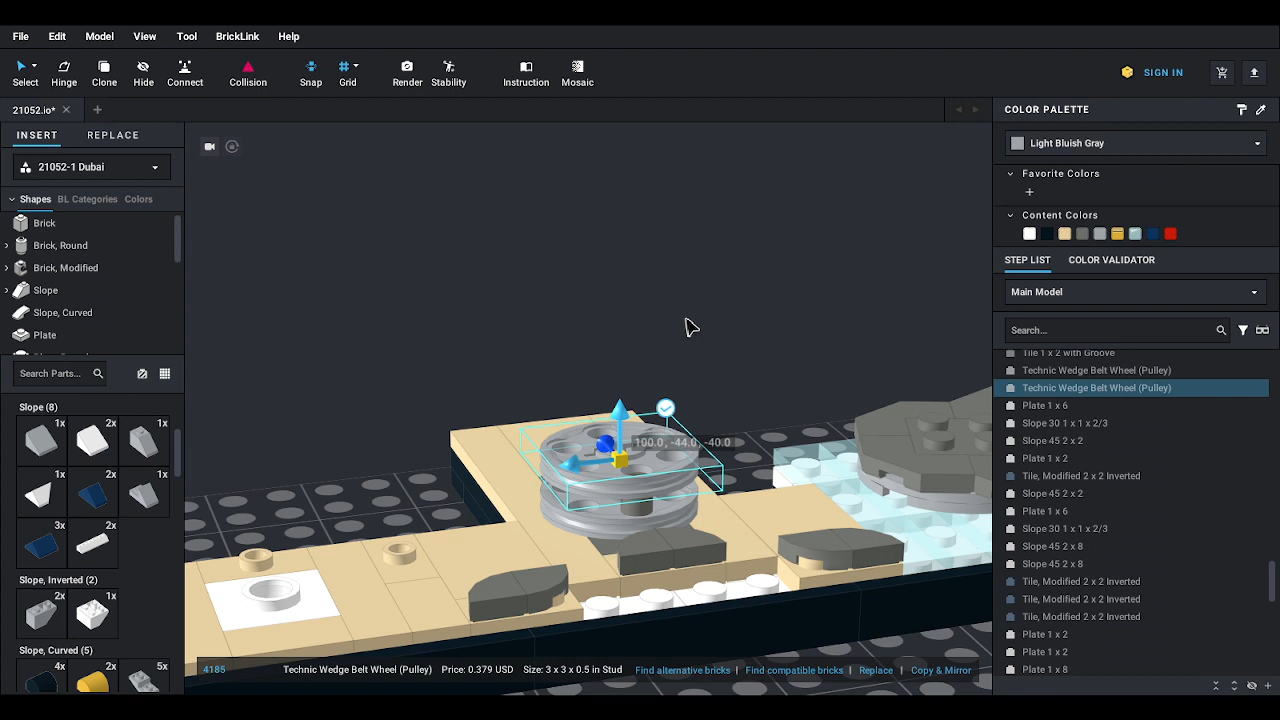 File Edit Model View Tool BrickLink Help
Select Hinge Clone Hide Connect Collision Snap Grid Render Stability Instruction Mosaic SIGN IN
21052.io*
COLOR PALETTE
INSERT REPLACE
Light Bluish Gray
21052-1 Dubai
Favorite Colors
Shapes BL Categories Colors
Content Colors
Brick
Brick, Round
Brick, Modified
Slope
Slope, Curved
Plate
STEP LIST COLOR VALIDATOR
Main Model
Search...
Search Parts...
Slope (8)
1x 2x 1x
1x 2x 2x
3x 2x
Slope, Inverted (2)
2x 1x
Slope, Curved (5)
4x 2x 5x
100.0, -44.0, -40.0
Tile 1 x 2 with Groove
Technic Wedge Belt Wheel (Pulley)
Technic Wedge Belt Wheel (Pulley)
Plate 1 x 6
Slope 30 1 x 1 x 2/3
Slope 45 2 x 2
Plate 1 x 6
Plate 1 x 2
Tile, Modified 2 x 2 Inverted
Slope 45 2 x 2
Plate 1 x 6
Slope 30 1 x 1 x 2/3
Slope 45 2 x 8
Slope 45 2 x 8
Tile, Modified 2 x 2 Inverted
Tile, Modified 2 x 2 Inverted
Tile, Modified 2 x 2 Inverted
Plate 1 x 2
Plate 1 x 2
Plate 1 x 8
4185 Technic Wedge Belt Wheel (Pulley) Price: 0.379 USD Size: 3 x 3 x 0.5 in Stud Find alternative bricks | Find compatible bricks | Replace | Copy & Mirror